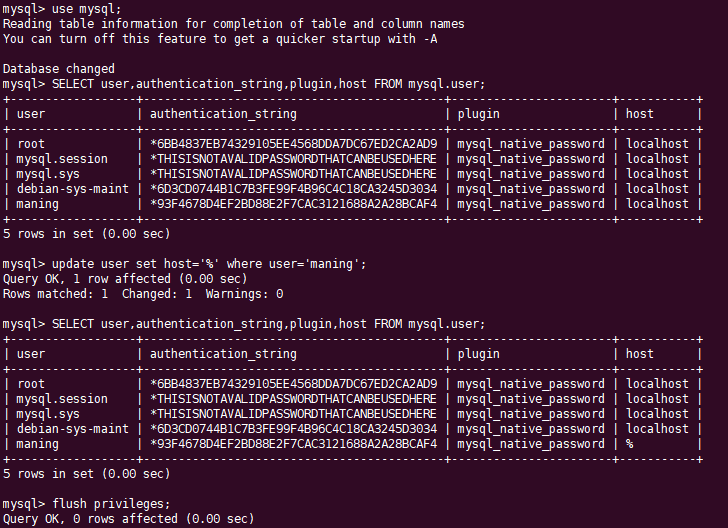 mysql> use mysql;
Reading table information for completion of table and column names
You can turn off this feature to get a quicker startup with -A

Database changed
mysql> SELECT user,authentication_string,plugin,host FROM mysql.user;
+------------------+-------------------------------------------+-----------------------+-----------+
| user             | authentication_string                     | plugin                | host      |
+------------------+-------------------------------------------+-----------------------+-----------+
| root             | *6BB4837EB74329105EE4568DDA7DC67ED2CA2AD9 | mysql_native_password | localhost |
| mysql.session    | *THISISNOTAVALIDPASSWORDTHATCANBEUSEDHERE | mysql_native_password | localhost |
| mysql.sys        | *THISISNOTAVALIDPASSWORDTHATCANBEUSEDHERE | mysql_native_password | localhost |
| debian-sys-maint | *6D3CD0744B1C7B3FE99F4B96C4C18CA3245D3034 | mysql_native_password | localhost |
| maning           | *93F4678D4EF2BD88E2F7CAC3121688A2A28BCAF4 | mysql_native_password | localhost |
+------------------+-------------------------------------------+-----------------------+-----------+
5 rows in set (0.00 sec)

mysql> update user set host='%' where user='maning';
Query OK, 1 row affected (0.00 sec)
Rows matched: 1  Changed: 1  Warnings: 0

mysql> SELECT user,authentication_string,plugin,host FROM mysql.user;
+------------------+-------------------------------------------+-----------------------+-----------+
| user             | authentication_string                     | plugin                | host      |
+------------------+-------------------------------------------+-----------------------+-----------+
| root             | *6BB4837EB74329105EE4568DDA7DC67ED2CA2AD9 | mysql_native_password | localhost |
| mysql.session    | *THISISNOTAVALIDPASSWORDTHATCANBEUSEDHERE | mysql_native_password | localhost |
| mysql.sys        | *THISISNOTAVALIDPASSWORDTHATCANBEUSEDHERE | mysql_native_password | localhost |
| debian-sys-maint | *6D3CD0744B1C7B3FE99F4B96C4C18CA3245D3034 | mysql_native_password | localhost |
| maning           | *93F4678D4EF2BD88E2F7CAC3121688A2A28BCAF4 | mysql_native_password | %         |
+------------------+-------------------------------------------+-----------------------+-----------+
5 rows in set (0.00 sec)

mysql> flush privileges;
Query OK, 0 rows affected (0.00 sec)